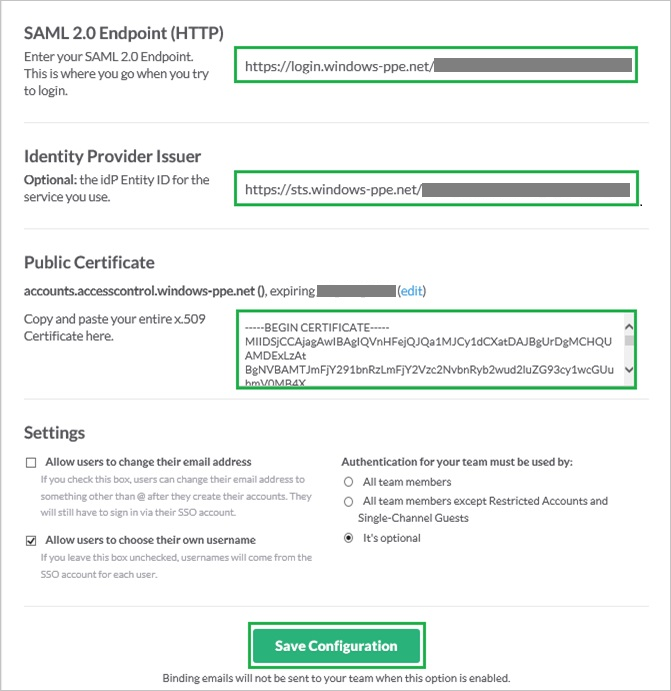 SAML 2.0 Endpoint (HTTP)
Enter your SAML 2.0 Endpoint.
This is where you go when you try
to login.
https://login.windows-ppe.net/
Identity Provider Issuer
Optional: the idP Entity ID for the
service you use.
https://sts.windows-ppe.net/
.
Public Certificate
accounts.accesscontrol.windows-ppe.net (), expiring (edit)
Copy and paste your entire x.509
Certificate here.
-----BEGIN CERTIFICATE-----
MIIDSjCCAjagAwIBAgIQVnHFejQJQa1MJCy1dCXatDAJBgUrDgMCHQU
AMDExLzAt
BgNVBAMTJmFjY291bnRzLmFjY2Vzc2NvbnRyb2wud2luZG93cy1wcGUu
bmV0MB4X
Settings
Allow users to change their email address
If you check this box, users can change their email address to
something other than @ after they create their accounts. They
will still have to sign in via their SSO account.
Allow users to choose their own username
If you leave this box unchecked, usernames will come from the
SSO account for each user.
Authentication for your team must be used by:
All team members
All team members except Restricted Accounts and
Single-Channel Guests
It's optional
Save Configuration
Binding emails will not be sent to your team when this option is enabled.